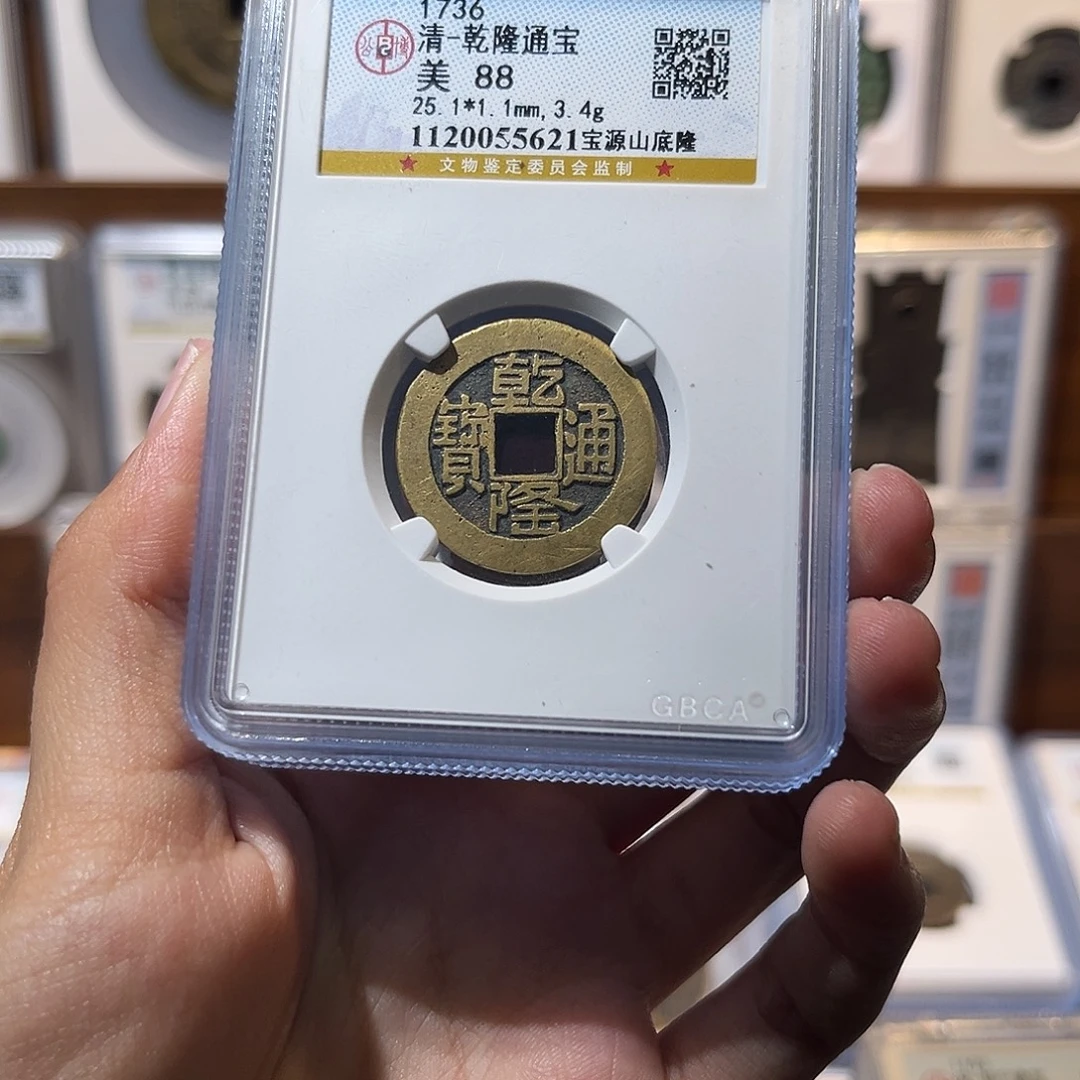 1736
清-乾隆通宝
美 88
25.1*1.1mm,3.4g
1120055621宝源山底隆
★ 文物鉴定委员会监制 ★
乾
寶 通
隆
GBCA